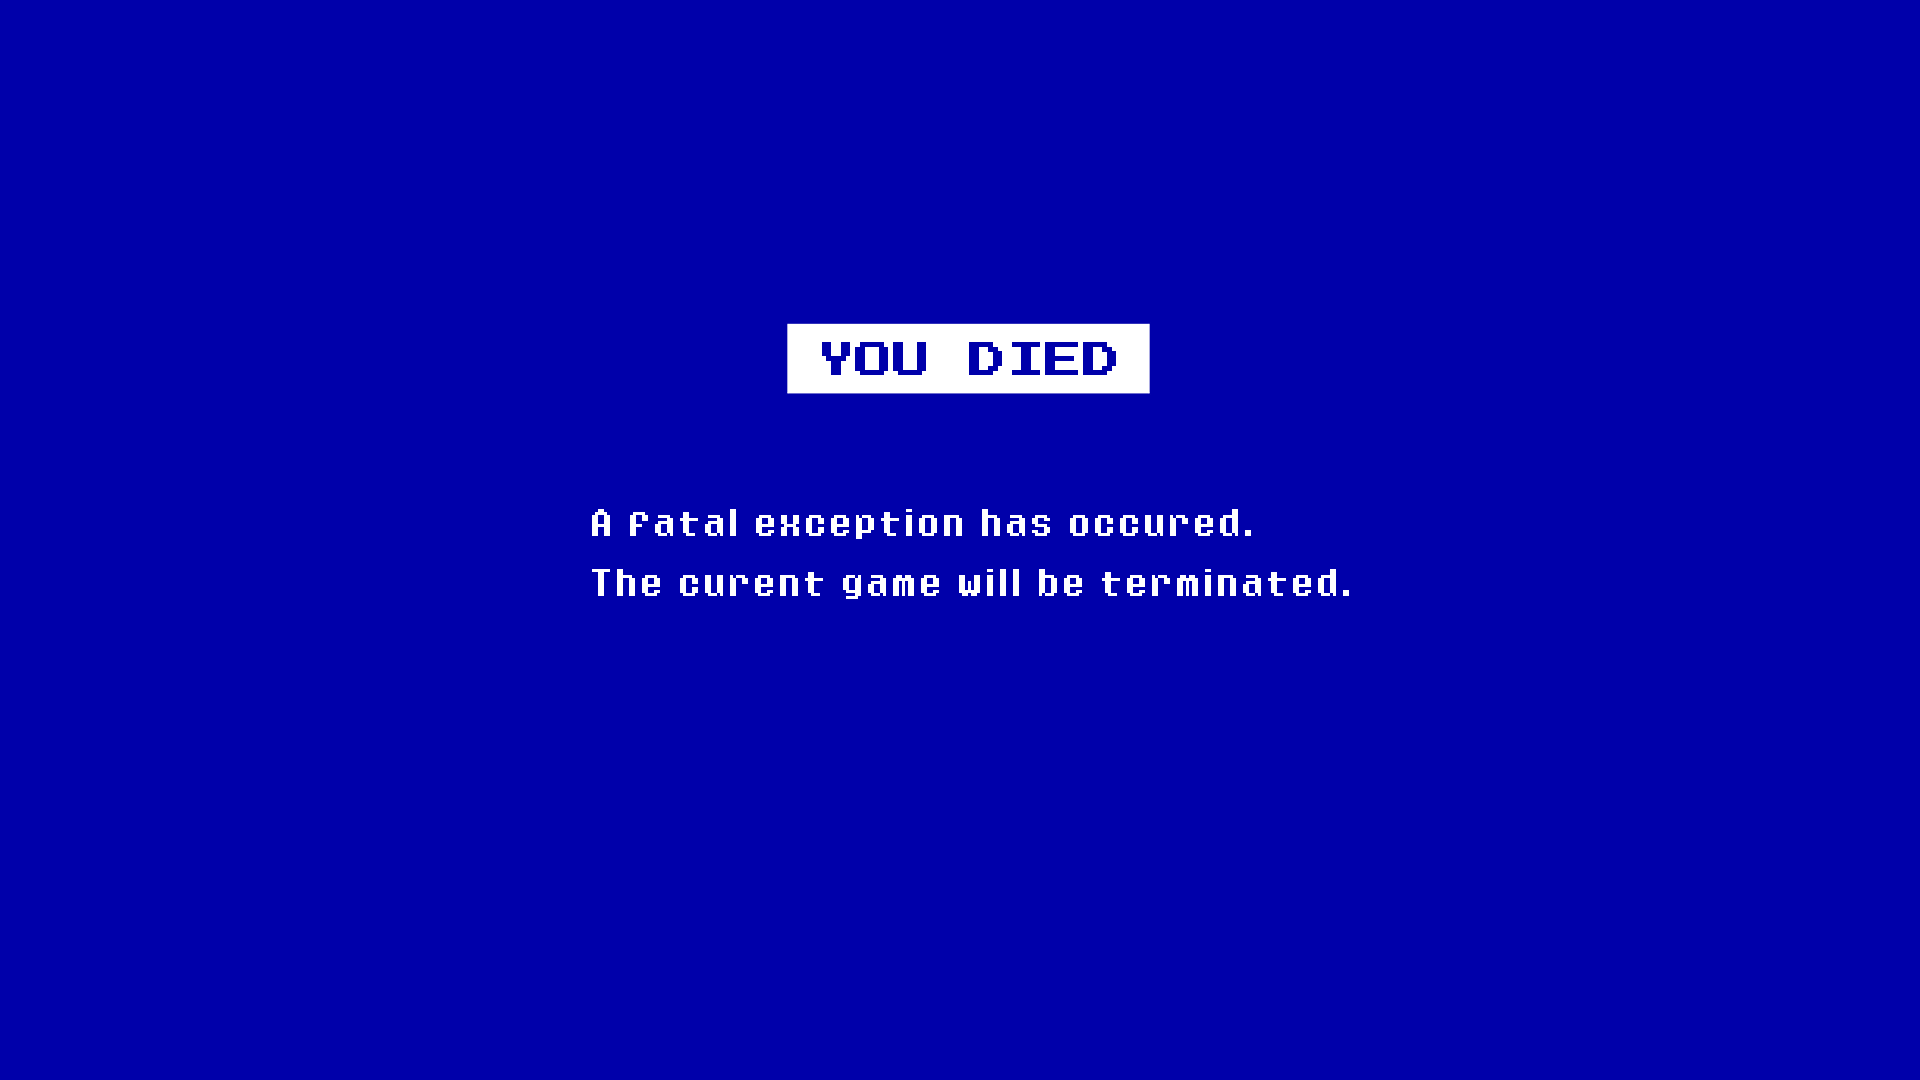 YOU DIED
A fatal exception has occured.
The curent game will be terminated.